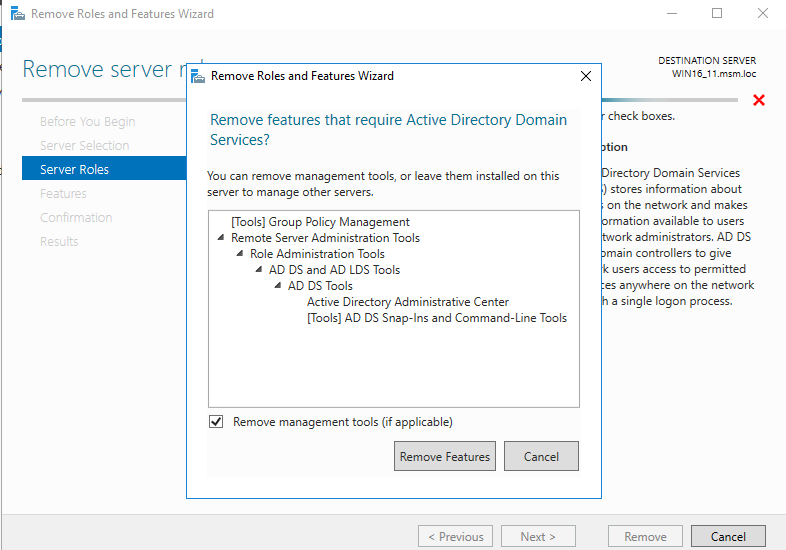 Remove Roles and Features Wizard
Remove server r
DESTINATION SERVER
WIN16_11.msm.loc
Before You Begin
Server Selection
Server Roles
Features
Confirmation
Results
Remove Roles and Features Wizard
Remove features that require Active Directory Domain
Services?
You can remove management tools, or leave them installed on this
server to manage other servers.
[Tools] Group Policy Management
Remote Server Administration Tools
Role Administration Tools
AD DS and AD LDS Tools
AD DS Tools
Active Directory Administrative Center
[Tools] AD DS Snap-Ins and Command-Line Tools
Remove management tools (if applicable)
Remove Features
Cancel
r check boxes.
ption
Directory Domain Services
) stores information about
s on the network and makes
formation available to users
twork administrators. AD DS
omain controllers to give
k users access to permitted
ces anywhere on the network
h a single logon process.
< Previous
Next >
Remove
Cancel